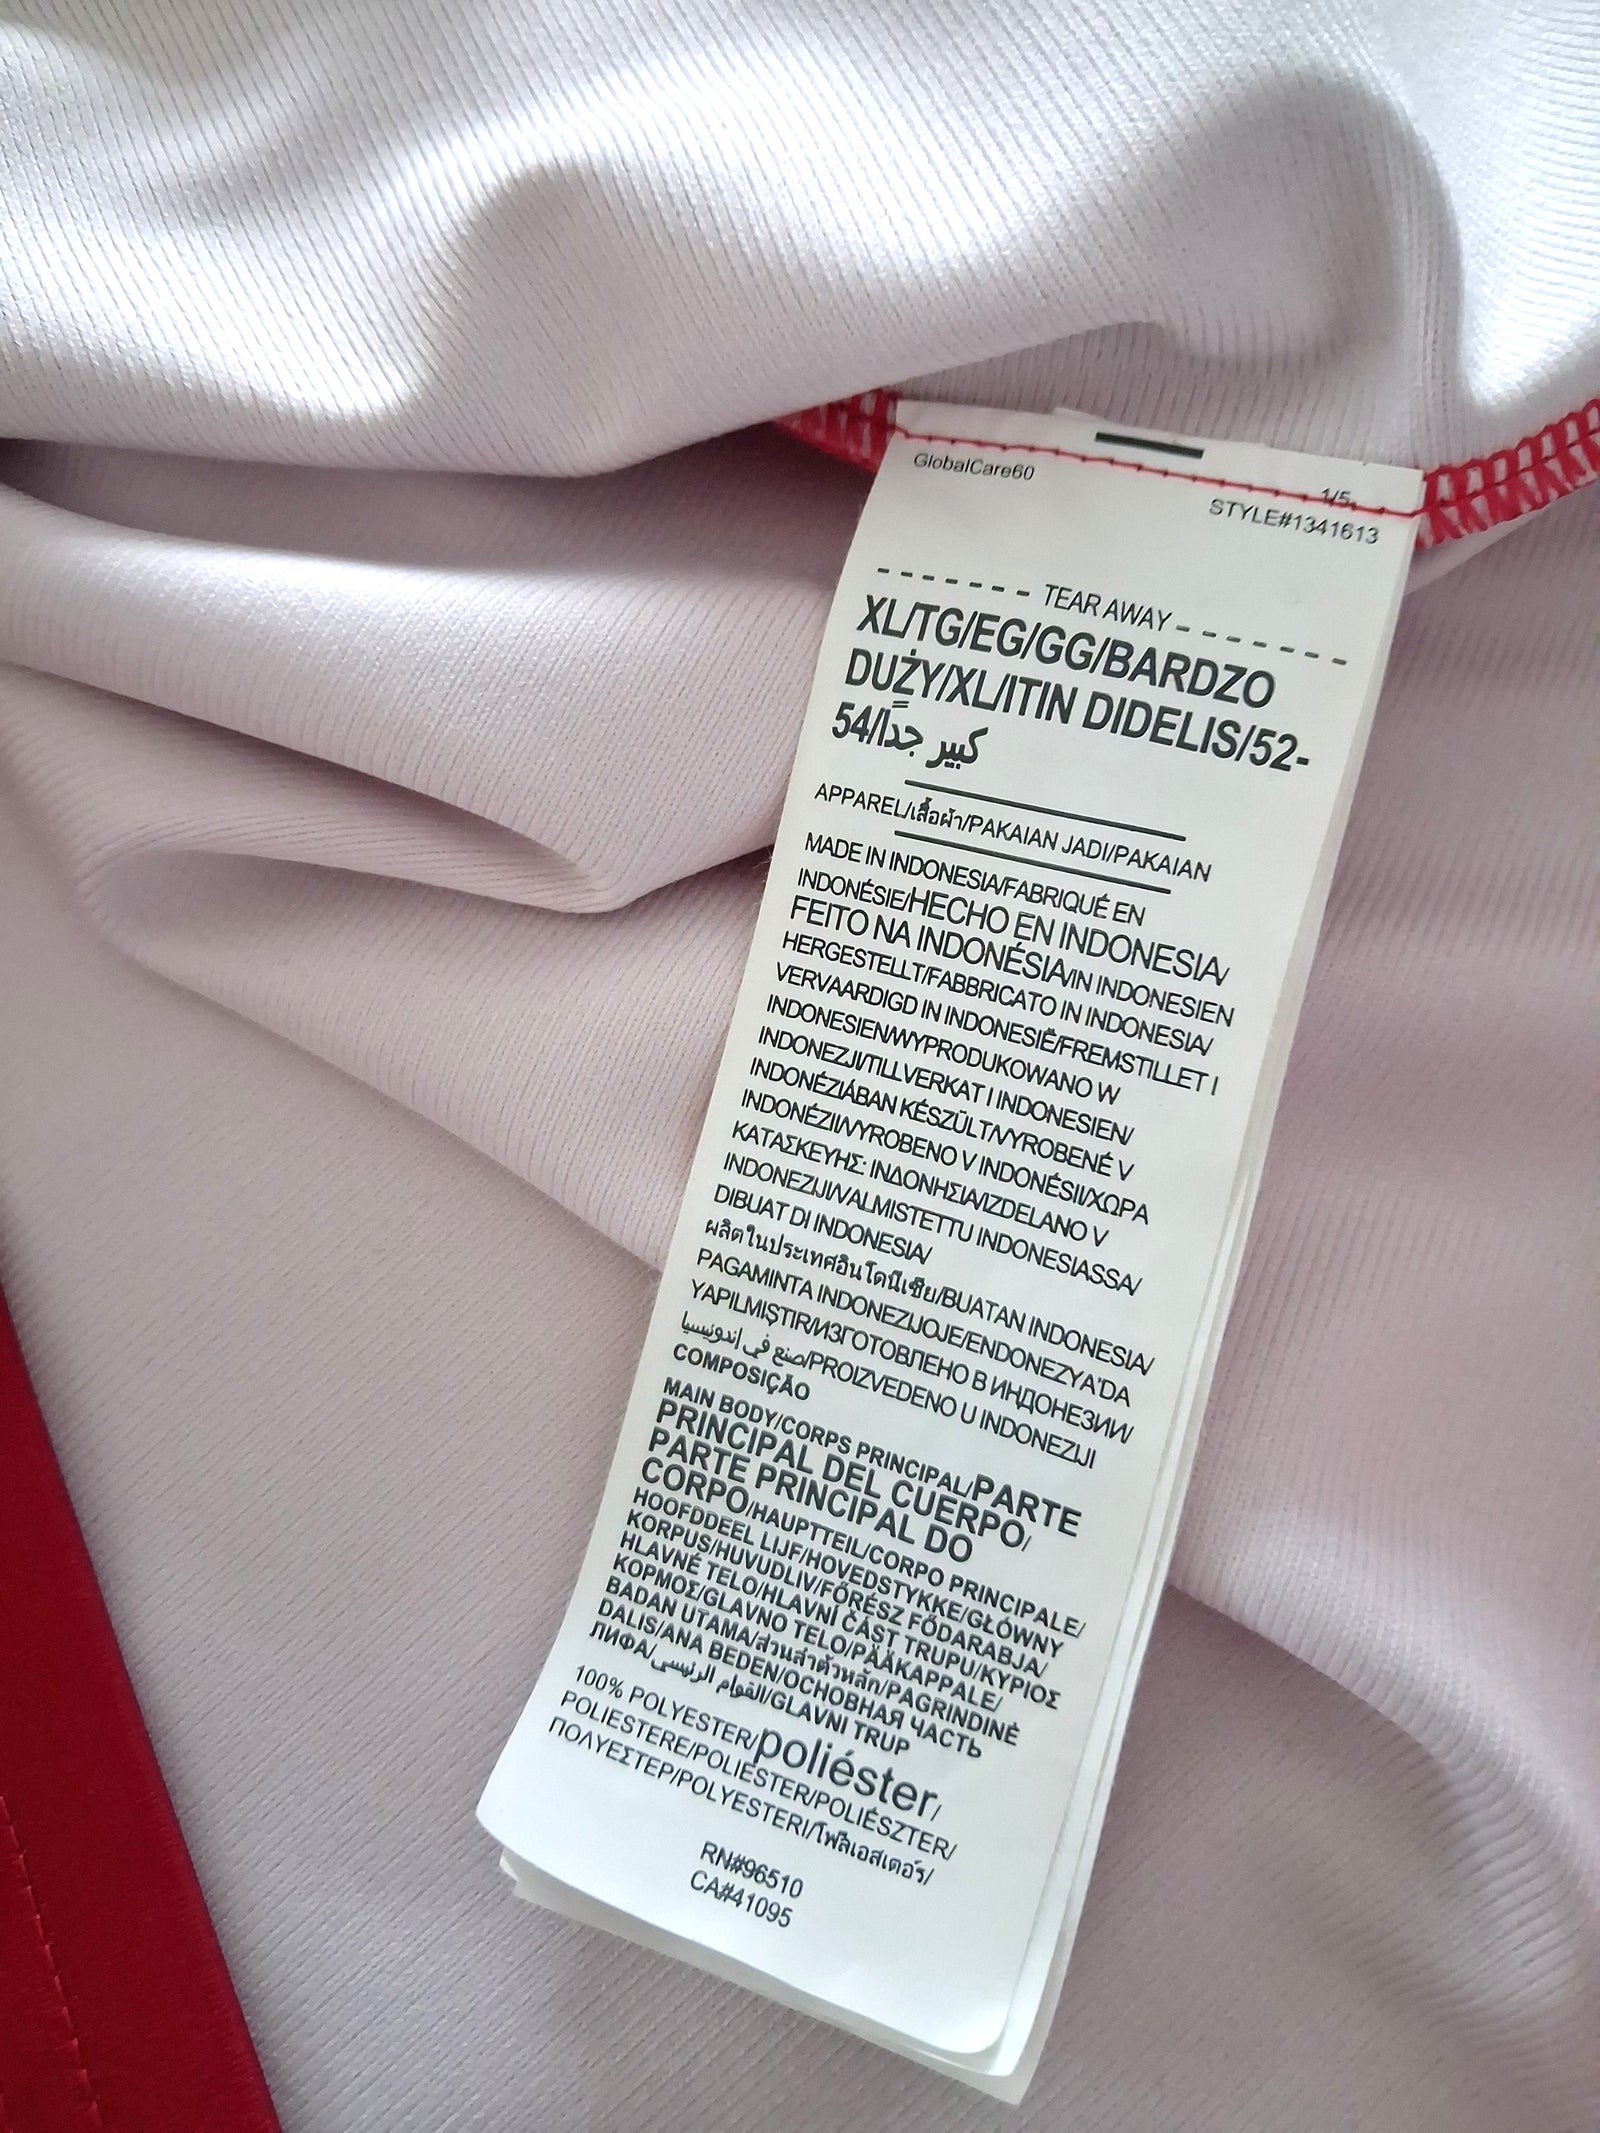 GlobalCare60
1/5
STYLE#1341613
- - - - - - - TEAR AWAY - - - - - - -
XL/TG/EG/GG/BARDZO
DUŻY/XL/ITIN DIDELIS/52-
54/كبير جدًا
APPAREL/เสื้อผ้า/PAKAIAN JADI/PAKAIAN
MADE IN INDONESIA/FABRIQUÉ EN
INDONÉSIE/HECHO EN INDONESIA/
FEITO NA INDONÉSIA/IN INDONESIEN
HERGESTELLT/FABBRICATO IN INDONESIA/
VERVAARDIGD IN INDONESIË/FREMSTILLET I
INDONESIEN/WYPRODUKOWANO W
INDONEZJI/TILLVERKAT I INDONESIEN/
INDONÉZIÁBAN KÉSZÜLT/VYROBENÉ V
INDONÉZII/VYROBENO V INDONÉSII/ΧΩΡΑ
ΚΑΤΑΣΚΕΥΗΣ: ΙΝΔΟΝΗΣΙΑ/IZDELANO V
INDONEZIJI/VALMISTETTU INDONESIASSA/
DIBUAT DI INDONESIA/
ผลิตในประเทศอินโดนีเซีย/BUATAN INDONESIA/
PAGAMINTA INDONEZIJOJE/ENDONEZYA'DA
YAPILMIŞTIR/ИЗГОТОВЛЕНО В ИНДОНЕЗИИ/
صنع في اندونيسيا/PROIZVEDENO U INDONEZIJI
COMPOSIÇÃO
MAIN BODY/CORPS PRINCIPAL/PARTE
PRINCIPAL DEL CUERPO/
PARTE PRINCIPAL DO
CORPO/HAUPTTEIL/CORPO PRINCIPALE/
HOOFDDEEL LIJF/HOVEDSTYKKE/GŁÓWNY
KORPUS/HUVUDLIV/FŐRÉSZ FŐDARABJA/
HLAVNÉ TELO/HLAVNÍ ČÁST TRUPU/ΚΥΡΙΟΣ
ΚΟΡΜΟΣ/GLAVNO TELO/PÄÄKAPPALE/
BADAN UTAMA/ส่วนลำตัวหลัก/PAGRINDINĖ
DALIS/ANA BEDEN/ОСНОВНАЯ ЧАСТЬ
ЛИФА/القوام الرئيسي/GLAVNI TRUP
100% POLYESTER/poliéster/
POLIESTERE/POLIÉSTER/POLIÉSZTER/
ΠΟΛΥΕΣΤΕΡ/POLYESTERI/โพลีเอสเตอร์/
RN#96510
CA#41095